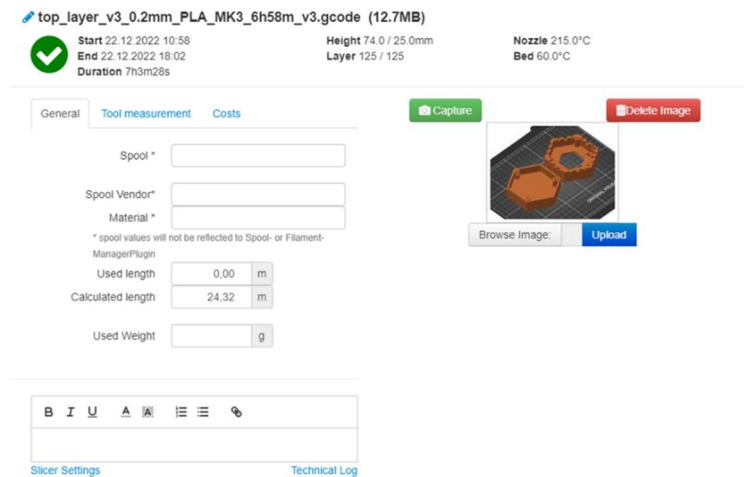 top_layer_v3_0.2mm_PLA_MK3_6h58m_v3.gcode (12.7MB)
Start 22.12.2022 10:58
End 22.12.2022 18:02
Duration 7h3m28s
Height 74.0 / 25.0mm
Layer 125 / 125
Nozzle 215.0°C
Bed 60.0°C
General Tool measurement Costs
Spool *
Spool Vendor*
Material *
* spool values will not be reflected to Spool- or Filament-
ManagerPlugin
Used length 0,00 m
Calculated length 24,32 m
Used Weight g
B I U A A
Slicer Settings Technical Log
Capture Delete Image
Browse Image: Upload